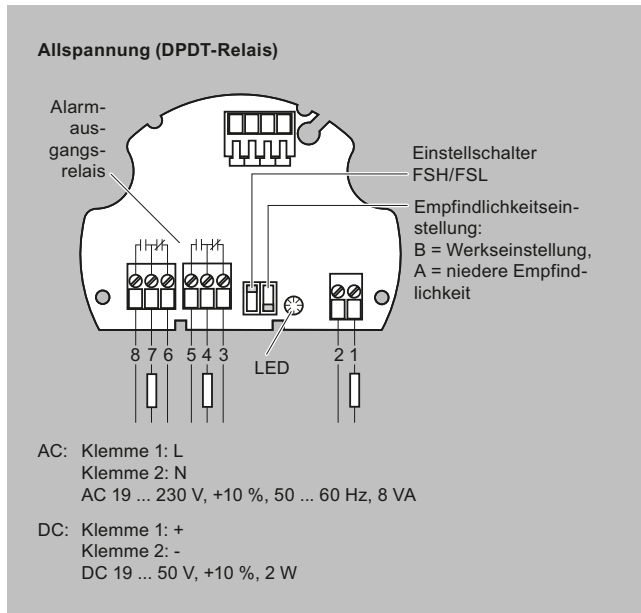 Allspannung (DPDT-Relais)
Alarm-
aus-
gangs-
relais
Einstellschalter
FSH/FSL
Empfindlichkeitsein-
stellung:
B = Werkseinstellung,
A = niedere Empfind-
lichkeit
8 7 6 5 4 3
LED
2 1
AC: Klemme 1: L
Klemme 2: N
AC 19 ... 230 V, +10 %, 50 ... 60 Hz, 8 VA
DC: Klemme 1: +
Klemme 2: -
DC 19 ... 50 V, +10 %, 2 W